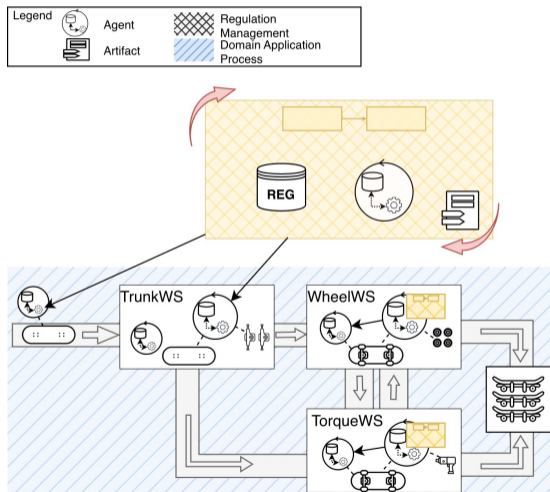 Legend
Agent
Artifact
Regulation
Management
Domain Application
Process
REG
TrunkWS
WheelWS
TorqueWS